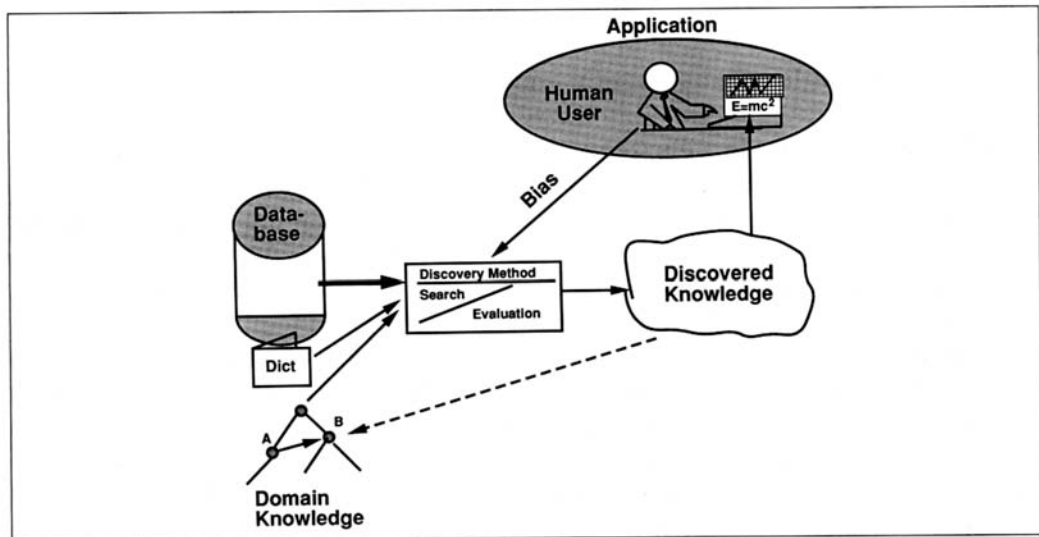 Application
Human
User
E=mc²
Bias
Data-
base
Discovery Method
Search
Evaluation
Discovered
Knowledge
Dict
A
B
Domain
Knowledge